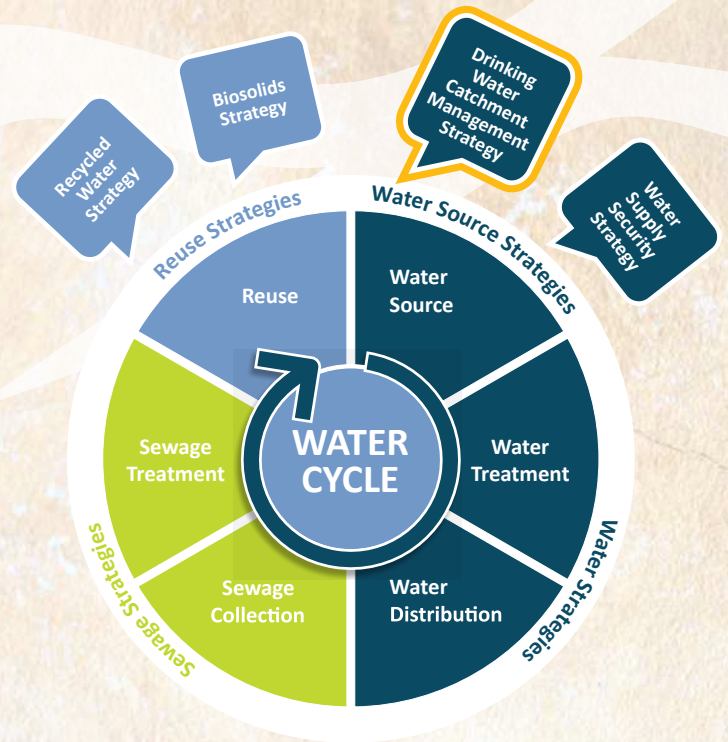 Recycled
Water
Strategy
Biosolids
Strategy
Drinking
Water
Catchment
Management
Strategy
Water
Supply
Security
Strategy
Reuse Strategies
Water Source Strategies
Reuse
Water
Source
Sewage
Treatment
WATER
CYCLE
Water
Treatment
Sewage
Collection
Water
Distribution
Sewage Strategies
Water Strategies